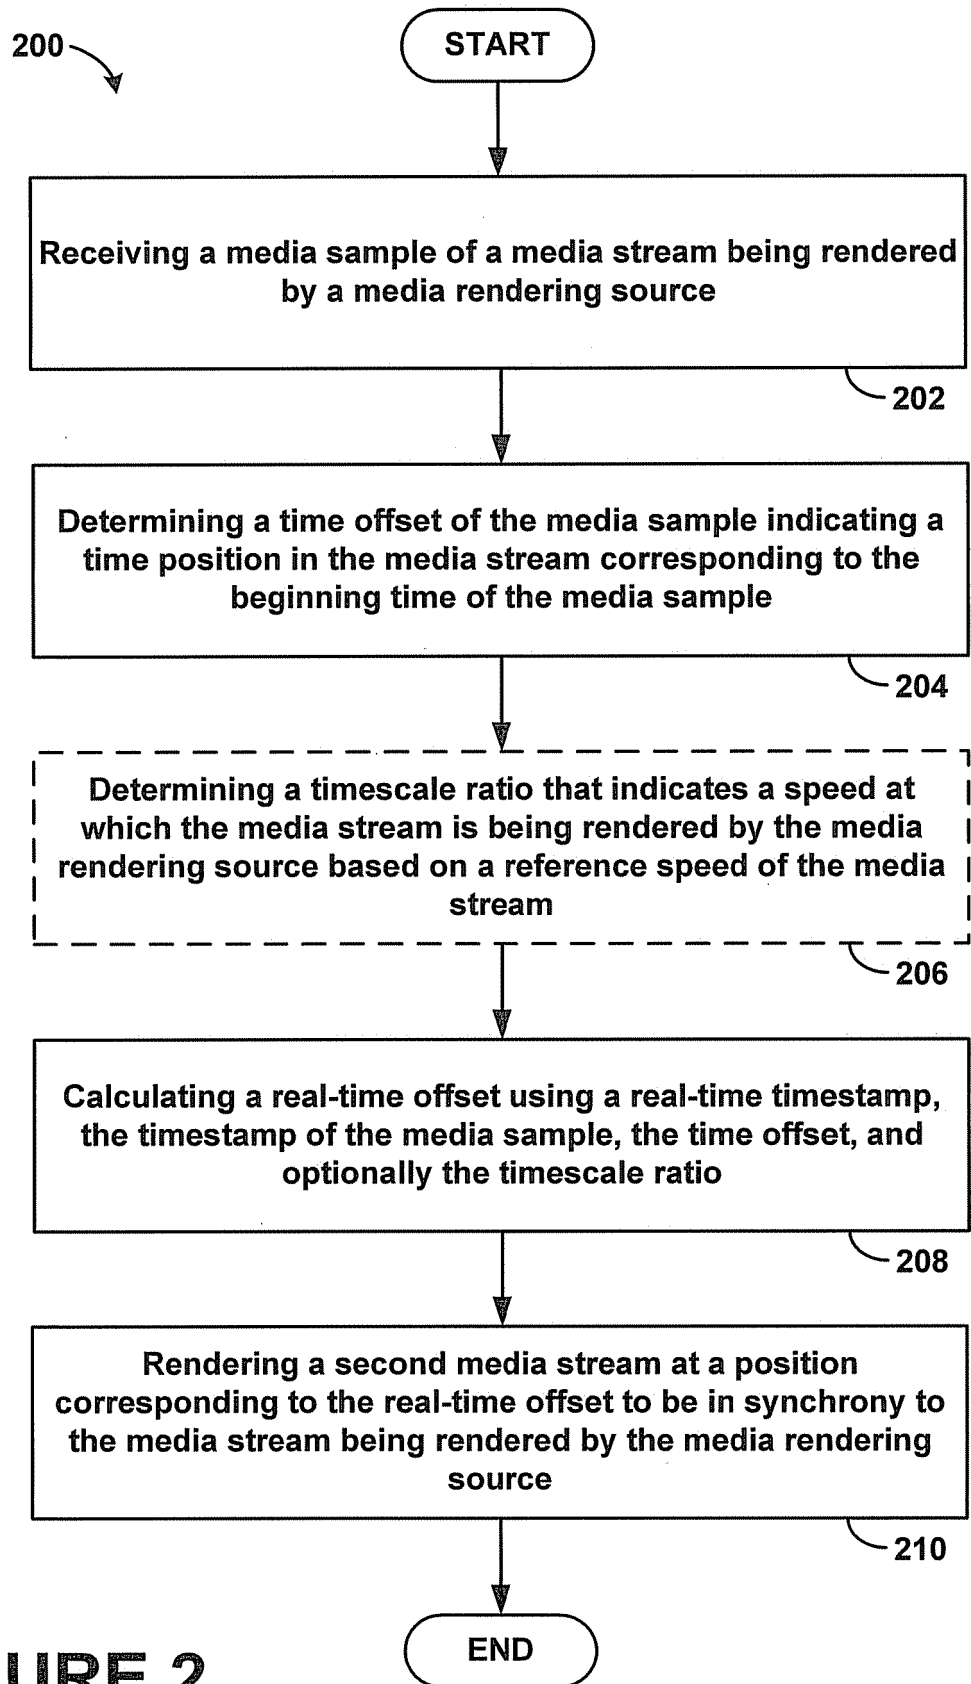 200
START
Receiving a media sample of a media stream being rendered
by a media rendering source
202
Determining a time offset of the media sample indicating a
time position in the media stream corresponding to the
beginning time of the media sample
204
Determining a timescale ratio that indicates a speed at
which the media stream is being rendered by the media
rendering source based on a reference speed of the media
stream
206
Calculating a real-time offset using a real-time timestamp,
the timestamp of the media sample, the time offset, and
optionally the timescale ratio
208
Rendering a second media stream at a position
corresponding to the real-time offset to be in synchrony to
the media stream being rendered by the media rendering
source
210
END
URE 2